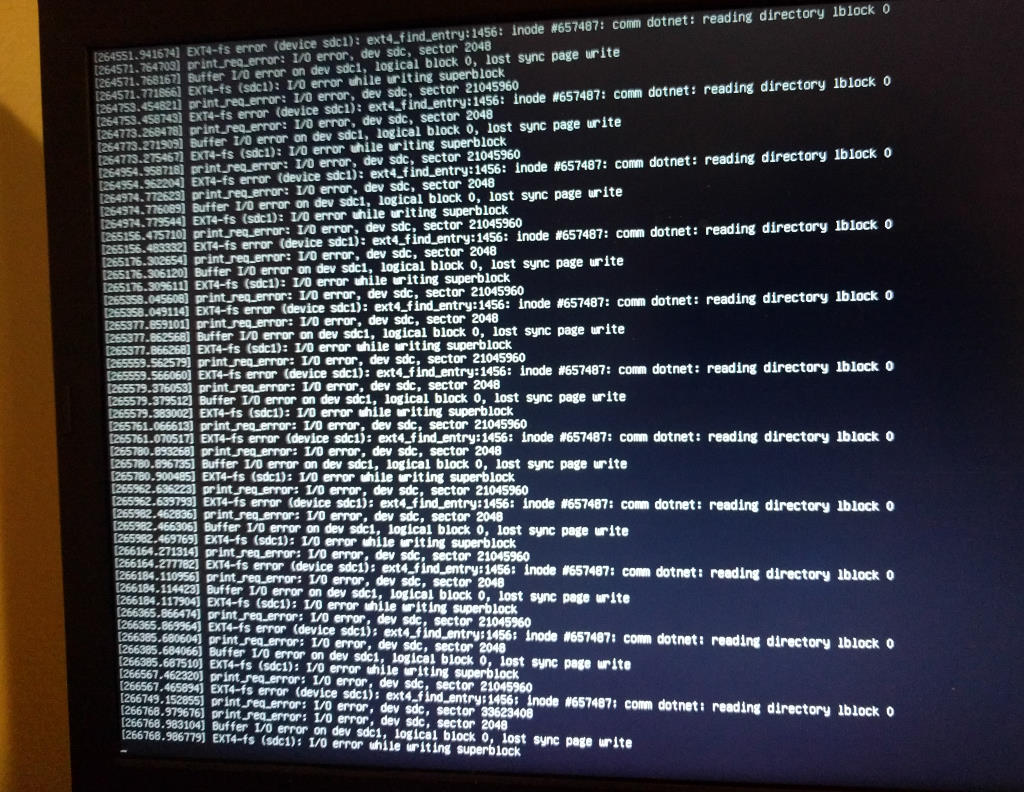 [264551.941674] EXT4-fs error (device sdc1): ext4_find_entry:1456: inode #657487: comm dotnet: reading directory lblock 0
[264571.764703] print_req_error: I/O error, dev sdc, sector 2048
[264571.768167] Buffer I/O error on dev sdc1, logical block 0, lost sync page write
[264571.771866] EXT4-fs (sdc1): I/O error while writing superblock
[264753.454821] print_req_error: I/O error, dev sdc, sector 21045960
[264753.458743] EXT4-fs error (device sdc1): ext4_find_entry:1456: inode #657487: comm dotnet: reading directory lblock 0
[264773.268478] print_req_error: I/O error, dev sdc, sector 2048
[264773.271909] Buffer I/O error on dev sdc1, logical block 0, lost sync page write
[264773.275467] EXT4-fs (sdc1): I/O error while writing superblock
[264954.958718] print_req_error: I/O error, dev sdc, sector 21045960
[264954.962204] EXT4-fs error (device sdc1): ext4_find_entry:1456: inode #657487: comm dotnet: reading directory lblock 0
[264974.772623] print_req_error: I/O error, dev sdc, sector 2048
[264974.776089] Buffer I/O error on dev sdc1, logical block 0, lost sync page write
[264974.779544] EXT4-fs (sdc1): I/O error while writing superblock
[265156.475710] print_req_error: I/O error, dev sdc, sector 21045960
[265156.483332] EXT4-fs error (device sdc1): ext4_find_entry:1456: inode #657487: comm dotnet: reading directory lblock 0
[265176.302654] print_req_error: I/O error, dev sdc, sector 2048
[265176.306120] Buffer I/O error on dev sdc1, logical block 0, lost sync page write
[265176.309611] EXT4-fs (sdc1): I/O error while writing superblock
[265358.045608] print_req_error: I/O error, dev sdc, sector 21045960
[265358.049114] EXT4-fs error (device sdc1): ext4_find_entry:1456: inode #657487: comm dotnet: reading directory lblock 0
[265377.859101] print_req_error: I/O error, dev sdc, sector 2048
[265377.862568] Buffer I/O error on dev sdc1, logical block 0, lost sync page write
[265377.866268] EXT4-fs (sdc1): I/O error while writing superblock
[265559.562579] print_req_error: I/O error, dev sdc, sector 21045960
[265559.566060] EXT4-fs error (device sdc1): ext4_find_entry:1456: inode #657487: comm dotnet: reading directory lblock 0
[265579.376053] print_req_error: I/O error, dev sdc, sector 2048
[265579.379512] Buffer I/O error on dev sdc1, logical block 0, lost sync page write
[265579.383002] EXT4-fs (sdc1): I/O error while writing superblock
[265761.066613] print_req_error: I/O error, dev sdc, sector 21045960
[265761.070517] EXT4-fs error (device sdc1): ext4_find_entry:1456: inode #657487: comm dotnet: reading directory lblock 0
[265780.893268] print_req_error: I/O error, dev sdc, sector 2048
[265780.896735] Buffer I/O error on dev sdc1, logical block 0, lost sync page write
[265780.900485] EXT4-fs (sdc1): I/O error while writing superblock
[265962.636223] print_req_error: I/O error, dev sdc, sector 21045960
[265962.639793] EXT4-fs error (device sdc1): ext4_find_entry:1456: inode #657487: comm dotnet: reading directory lblock 0
[265982.462836] print_req_error: I/O error, dev sdc, sector 2048
[265982.466306] Buffer I/O error on dev sdc1, logical block 0, lost sync page write
[265982.469769] EXT4-fs (sdc1): I/O error while writing superblock
[266164.271314] print_req_error: I/O error, dev sdc, sector 21045960
[266164.277782] EXT4-fs error (device sdc1): ext4_find_entry:1456: inode #657487: comm dotnet: reading directory lblock 0
[266184.110956] print_req_error: I/O error, dev sdc, sector 2048
[266184.114423] Buffer I/O error on dev sdc1, logical block 0, lost sync page write
[266184.117904] EXT4-fs (sdc1): I/O error while writing superblock
[266365.866474] print_req_error: I/O error, dev sdc, sector 21045960
[266365.869964] EXT4-fs error (device sdc1): ext4_find_entry:1456: inode #657487: comm dotnet: reading directory lblock 0
[266385.680604] print_req_error: I/O error, dev sdc, sector 2048
[266385.684066] Buffer I/O error on dev sdc1, logical block 0, lost sync page write
[266385.687510] EXT4-fs (sdc1): I/O error while writing superblock
[266567.462320] print_req_error: I/O error, dev sdc, sector 21045960
[266567.465894] EXT4-fs error (device sdc1): ext4_find_entry:1456: inode #657487: comm dotnet: reading directory lblock 0
[266749.152855] print_req_error: I/O error, dev sdc, sector 33623408
[266768.979676] print_req_error: I/O error, dev sdc, sector 2048
[266768.983104] Buffer I/O error on dev sdc1, logical block 0, lost sync page write
[266768.986779] EXT4-fs (sdc1): I/O error while writing superblock